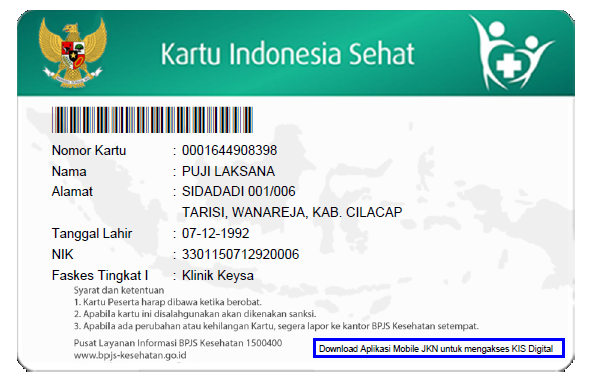 Kartu Indonesia Sehat
Nomor Kartu : 0001644908398
Nama : PUJI LAKSANA
Alamat : SIDADADI 001/006
TARISI, WANAREJA, KAB. CILACAP
Tanggal Lahir : 07-12-1992
NIK : 3301150712920006
Faskes Tingkat I : Klinik Keysa
Syarat dan ketentuan
1. Kartu Peserta harap dibawa ketika berobat.
2. Apabila kartu ini disalahgunakan akan dikenakan sanksi.
3. Apabila ada perubahan atau kehilangan Kartu, segera lapor ke kantor BPJS Kesehatan setempat.
Pusat Layanan Informasi BPJS Kesehatan 1500400
www.bpjs-kesehatan.go.id
Download Aplikasi Mobile JKN untuk mengakses KIS Digital